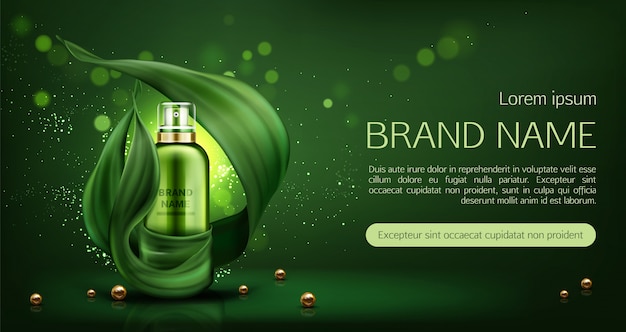 BRAND
NAME
Lorem ipsum
BRAND NAME
Duis aute irure dolor in reprehenderit in voluptate
velit esse cillum dolore eu fugiat nulla pariatur.
Excepteur sint occaecat cupidatat non proident,
sunt in culpa qui officia deserunt mollit anim id est laborum.
Excepteur sint occaecat cupidatat non proident